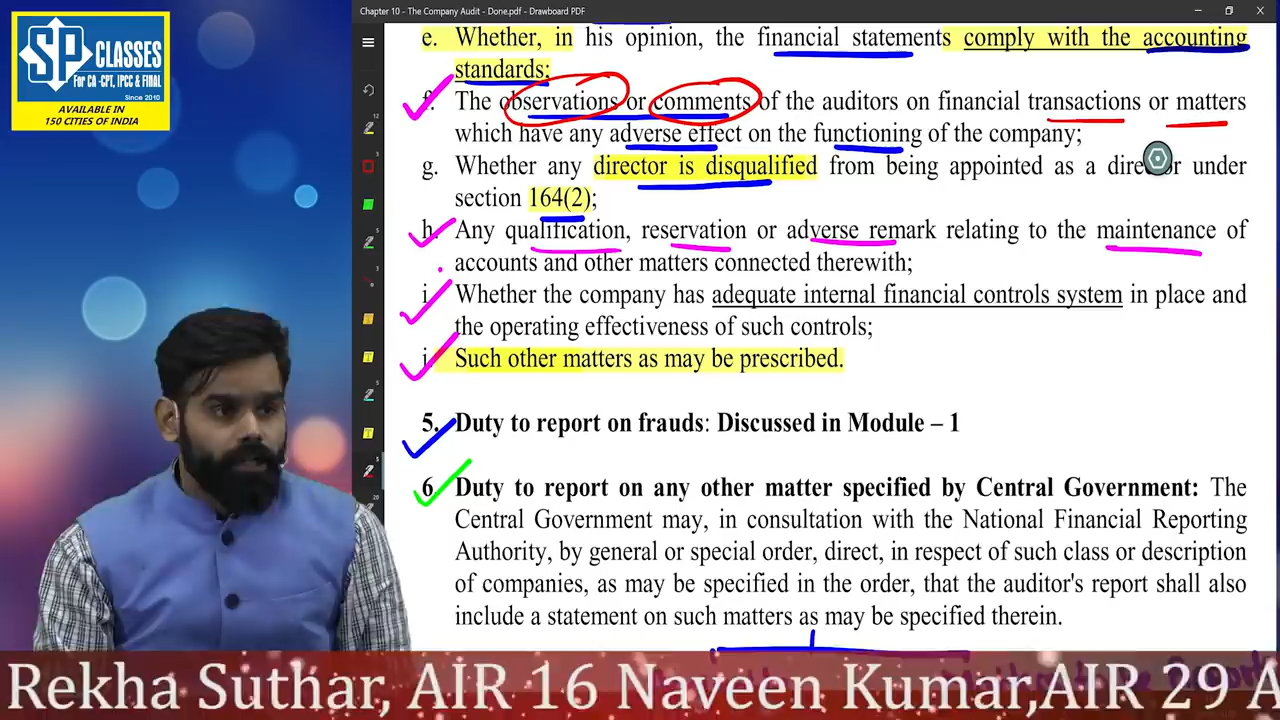 Chapter 10 - The Company Audit - Done.pdf - Drawboard PDF
SP
CLASSES
For CA -CPT, IPCC & FINAL
Since 2010
AVAILABLE IN
150 CITIES OF INDIA
e. Whether, in his opinion, the financial statements comply with the accounting
standards;
f. The observations or comments of the auditors on financial transactions or matters
which have any adverse effect on the functioning of the company;
g. Whether any director is disqualified from being appointed as a director under
section 164(2);
h. Any qualification, reservation or adverse remark relating to the maintenance of
accounts and other matters connected therewith;
i. Whether the company has adequate internal financial controls system in place and
the operating effectiveness of such controls;
j. Such other matters as may be prescribed.
5. Duty to report on frauds: Discussed in Module – 1
6 Duty to report on any other matter specified by Central Government: The
Central Government may, in consultation with the National Financial Reporting
Authority, by general or special order, direct, in respect of such class or description
of companies, as may be specified in the order, that the auditor's report shall also
include a statement on such matters as may be specified therein.
Rekha Suthar, AIR 16 Naveen Kumar,AIR 29 A